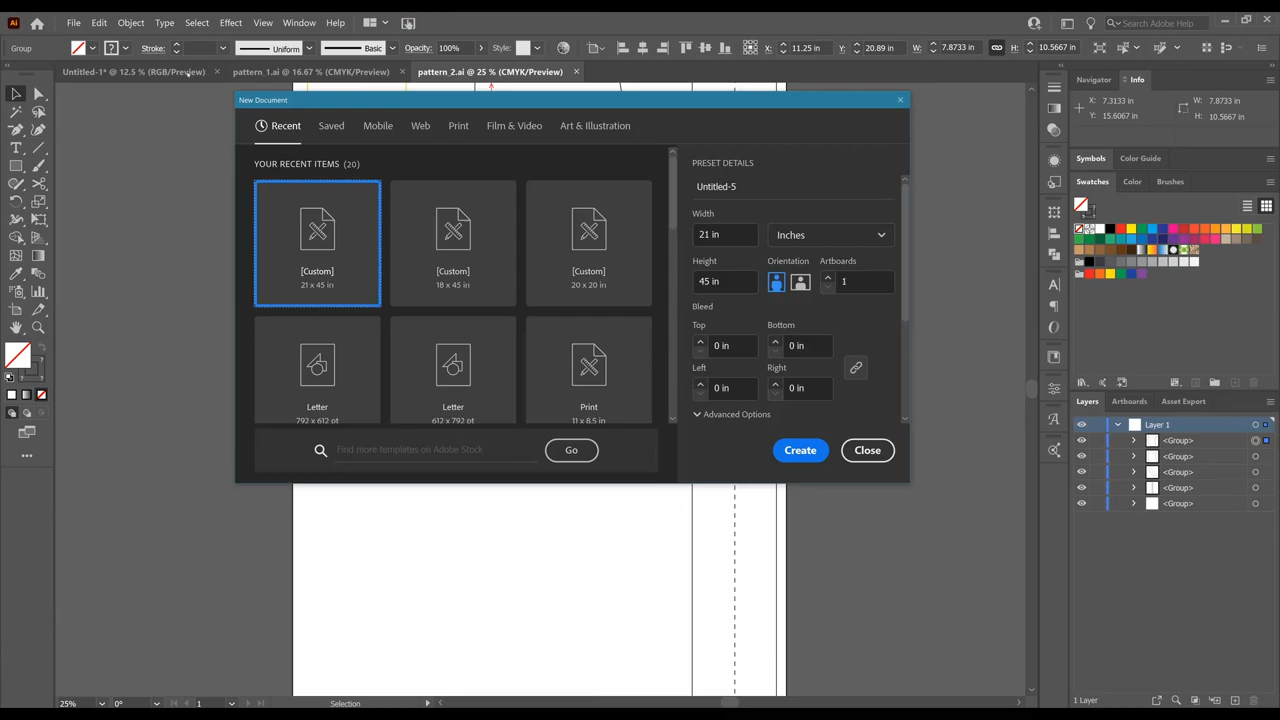 Ai File Edit Object Type Select Effect View Window Help Search Adobe Help
Group Stroke: Uniform Basic Opacity: 100% Style: X: 11.25 in Y: 20.89 in W: 7.8733 in H: 10.5667 in
Untitled-1* @ 12.5 % (RGB/Preview) × pattern_1.ai @ 16.67 % (CMYK/Preview) × pattern_2.ai @ 25 % (CMYK/Preview) ×
Navigator Info
X: 7.3133 in W: 7.8733 in
Y: 15.6067 in H: 10.5667 in
Symbols Color Guide
Swatches Color Brushes
New Document
Recent Saved Mobile Web Print Film & Video Art & Illustration
YOUR RECENT ITEMS (20)
[Custom] [Custom] [Custom]
21 x 45 in 18 x 45 in 20 x 20 in
Letter Letter Print
792 x 612 pt 612 x 792 pt 11 x 8.5 in
Find more templates on Adobe Stock Go
PRESET DETAILS
Untitled-5
Width
21 in Inches
Height Orientation Artboards
45 in 1
Bleed
Top Bottom
0 in 0 in
Left Right
0 in 0 in
Advanced Options
Create Close
Layers Artboards Asset Export
Layer 1
<Group>
<Group>
<Group>
<Group>
<Group>
25% 0° 1 Selection
1 Layer